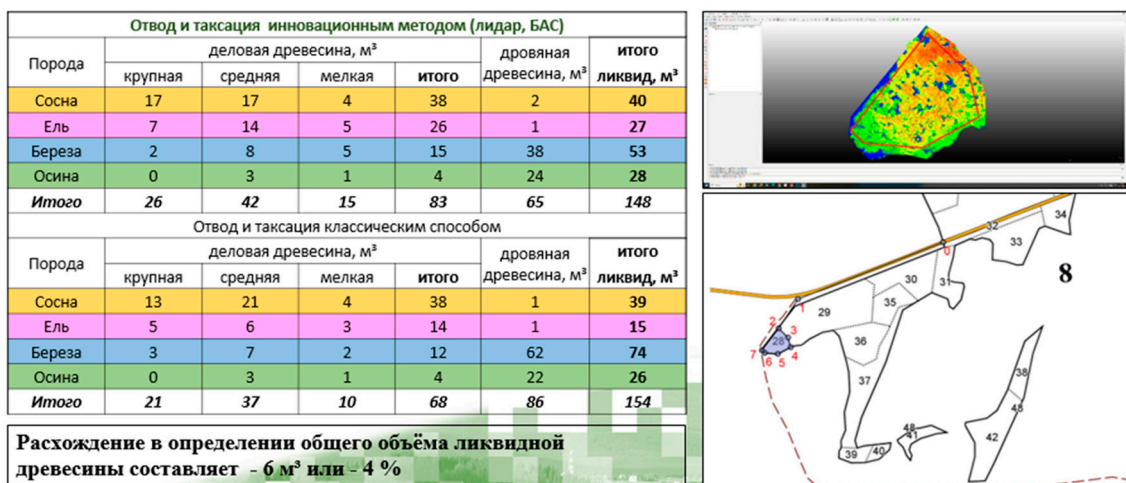 Отвод и таксация инновационным методом (лидар, БАС)
Порода деловая древесина, м³ дровяная древесина, м³ итого ликвид, м³
крупная средняя мелкая итого
Сосна 17 17 4 38 2 40
Ель 7 14 5 26 1 27
Береза 2 8 5 15 38 53
Осина 0 3 1 4 24 28
Итого 26 42 15 83 65 148
Отвод и таксация классическим способом
Порода деловая древесина, м³ дровяная древесина, м³ итого ликвид, м³
крупная средняя мелкая итого
Сосна 13 21 4 38 1 39
Ель 5 6 3 14 1 15
Береза 3 7 2 12 62 74
Осина 0 3 1 4 22 26
Итого 21 37 10 68 86 154
Расхождение в определении общего объёма ликвидной
древесины составляет - 6 м³ или - 4 %
34
32
33
0
8
30
31
1
35
29
2
3
36
28
4
7
6
5
37
38
48
48
41
42
39
40